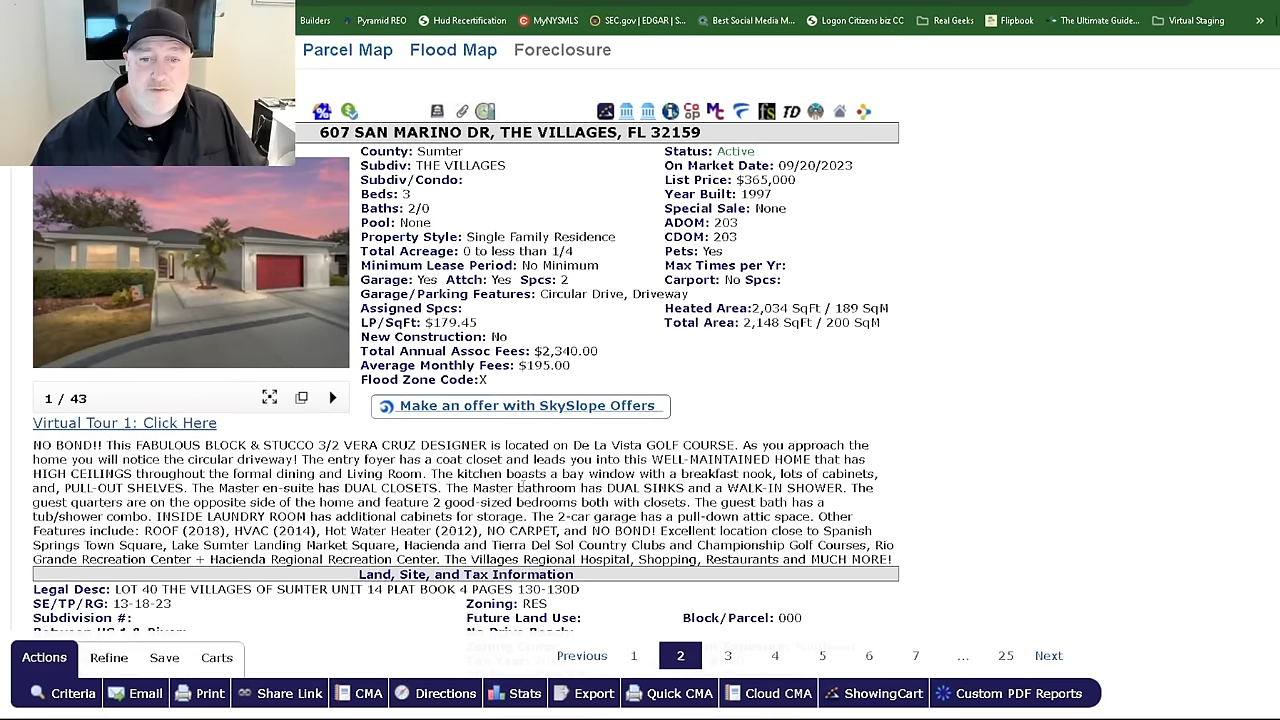 Builders Pyramid REO Hud Recertification MyNYSMLS SEC.gov | EDGAR | S... Best Social Media M... Logon Citizens biz CC Real Geeks Flipbook The Ultimate Guide... Virtual Staging »
Parcel Map Flood Map Foreclosure
607 SAN MARINO DR, THE VILLAGES, FL 32159
County: Sumter Status: Active
Subdiv: THE VILLAGES On Market Date: 09/20/2023
Subdiv/Condo: List Price: $365,000
Beds: 3 Year Built: 1997
Baths: 2/0 Special Sale: None
Pool: None ADOM: 203
Property Style: Single Family Residence CDOM: 203
Total Acreage: 0 to less than 1/4 Pets: Yes
Minimum Lease Period: No Minimum Max Times per Yr:
Garage: Yes Attch: Yes Spcs: 2 Carport: No Spcs:
Garage/Parking Features: Circular Drive, Driveway
Assigned Spcs: Heated Area:2,034 SqFt / 189 SqM
LP/SqFt: $179.45 Total Area: 2,148 SqFt / 200 SqM
New Construction: No
Total Annual Assoc Fees: $2,340.00
Average Monthly Fees: $195.00
Flood Zone Code:X
1 / 43
Make an offer with SkySlope Offers
Virtual Tour 1: Click Here
NO BOND!! This FABULOUS BLOCK & STUCCO 3/2 VERA CRUZ DESIGNER is located on De La Vista GOLF COURSE. As you approach the
home you will notice the circular driveway! The entry foyer has a coat closet and leads you into this WELL-MAINTAINED HOME that has
HIGH CEILINGS throughout the formal dining and Living Room. The kitchen boasts a bay window with a breakfast nook, lots of cabinets,
and, PULL-OUT SHELVES. The Master en-suite has DUAL CLOSETS. The Master bathroom has DUAL SINKS and a WALK-IN SHOWER. The
guest quarters are on the opposite side of the home and feature 2 good-sized bedrooms both with closets. The guest bath has a
tub/shower combo. INSIDE LAUNDRY ROOM has additional cabinets for storage. The 2-car garage has a pull-down attic space. Other
Features include: ROOF (2018), HVAC (2014), Hot Water Heater (2012), NO CARPET, and NO BOND! Excellent location close to Spanish
Springs Town Square, Lake Sumter Landing Market Square, Hacienda and Tierra Del Sol Country Clubs and Championship Golf Courses, Rio
Grande Recreation Center + Hacienda Regional Recreation Center. The Villages Regional Hospital, Shopping, Restaurants and MUCH MORE!
Land, Site, and Tax Information
Legal Desc: LOT 40 THE VILLAGES OF SUMTER UNIT 14 PLAT BOOK 4 PAGES 130-130D
SE/TP/RG: 13-18-23 Zoning: RES
Subdivision #: Future Land Use: Block/Parcel: 000
Actions Refine Save Carts Previous 1 2 3 4 5 6 7 ... 25 Next
Criteria Email Print Share Link CMA Directions Stats Export Quick CMA Cloud CMA ShowingCart Custom PDF Reports